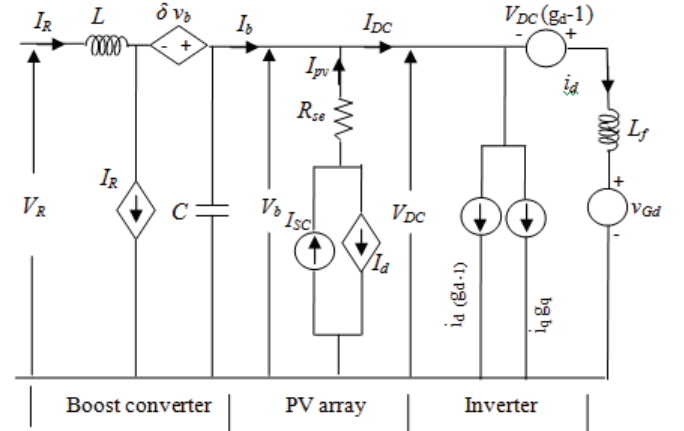 I_R
L
δ v_b
I_b
I_DC
V_DC (g_d-1)
-
+
-
+
I_pv
i_d
R_se
L_f
V_R
I_R
C
V_b
I_SC
I_d
V_DC
+
v_Gd
-
i_d (g_d-1)
i_q g_q
Boost converter
PV array
Inverter